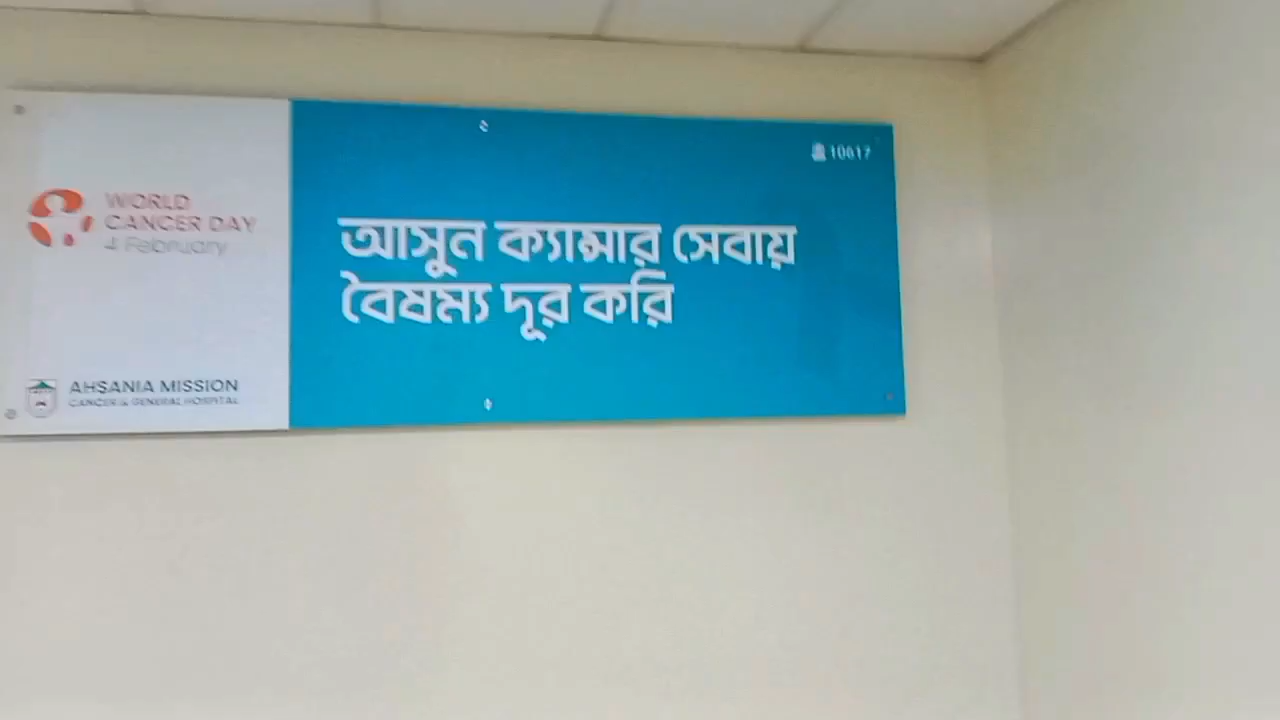 WORLD
CANCER DAY
4 February
AHSANIA MISSION
CANCER & GENERAL HOSPITAL
10617
আসুন ক্যান্সার সেবায়
বৈষম্য দূর করি